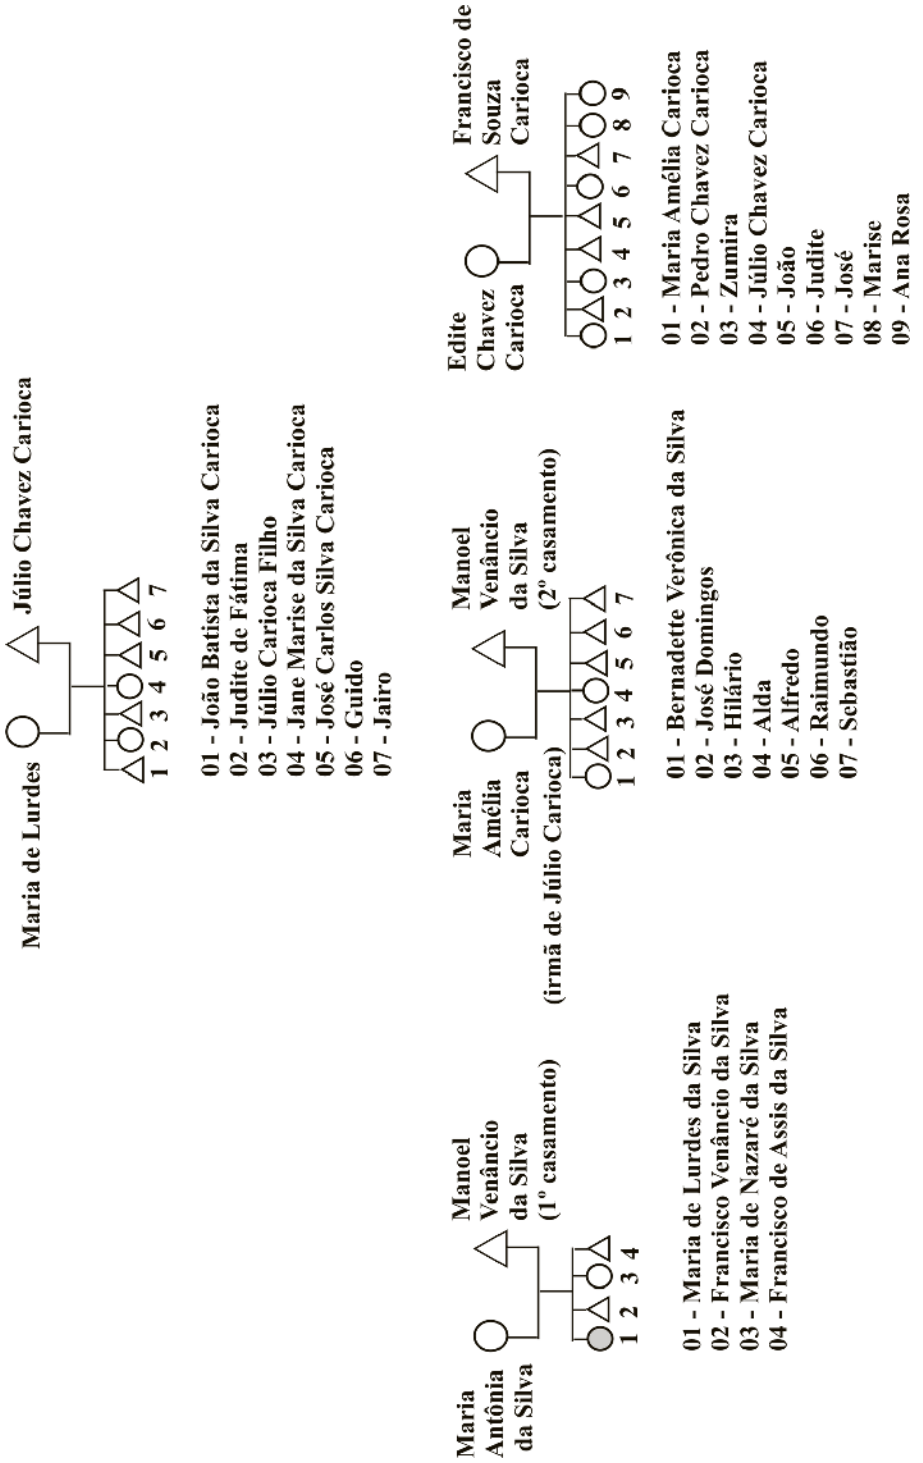 Maria de Lurdes
Júlio Chavez Carioca
1 2 3 4 5 6 7
01 - João Batista da Silva Carioca
02 - Judite de Fátima
03 - Júlio Carioca Filho
04 - Jane Marise da Silva Carioca
05 - José Carlos Silva Carioca
06 - Guido
07 - Jairo
Maria
Antônia
da Silva
Manoel
Venâncio
da Silva
(1º casamento)
1 2 3 4
01 - Maria de Lurdes da Silva
02 - Francisco Venâncio da Silva
03 - Maria de Nazaré da Silva
04 - Francisco de Assis da Silva
Maria
Amélia
Carioca
(irmã de Júlio Carioca)
Manoel
Venâncio
da Silva
(2º casamento)
1 2 3 4 5 6 7
01 - Bernadette Verônica da Silva
02 - José Domingos
03 - Hilário
04 - Alda
05 - Alfredo
06 - Raimundo
07 - Sebastião
Edite
Chavez
Carioca
Francisco de
Souza
Carioca
1 2 3 4 5 6 7 8 9
01 - Maria Amélia Carioca
02 - Pedro Chavez Carioca
03 - Zumira
04 - Júlio Chavez Carioca
05 - João
06 - Judite
07 - José
08 - Marise
09 - Ana Rosa